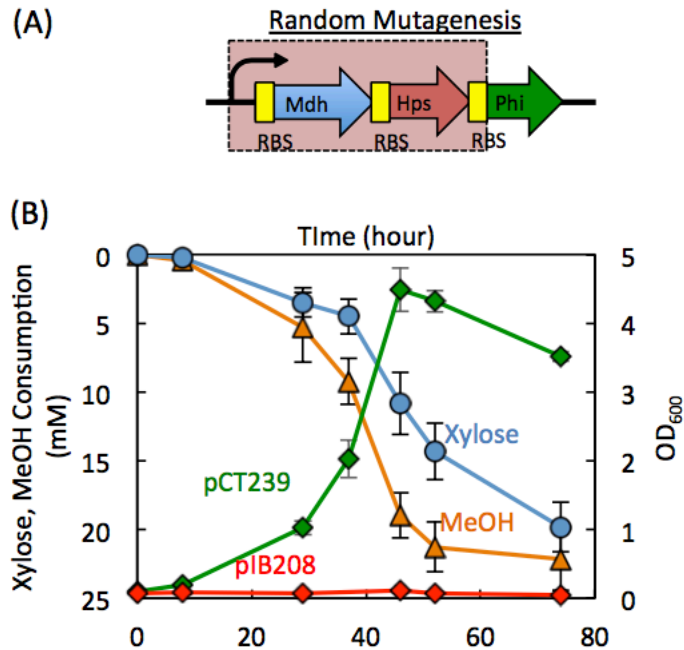 (A)
Random Mutagenesis
Mdh Hps Phi
RBS RBS RBS
(B)
TIme (hour)
Xylose, MeOH Consumption
(mM)
0
5
10
15
20
25
5
4
3
2
1
0
OD600
Xylose
pCT239
MeOH
pIB208
0 20 40 60 80